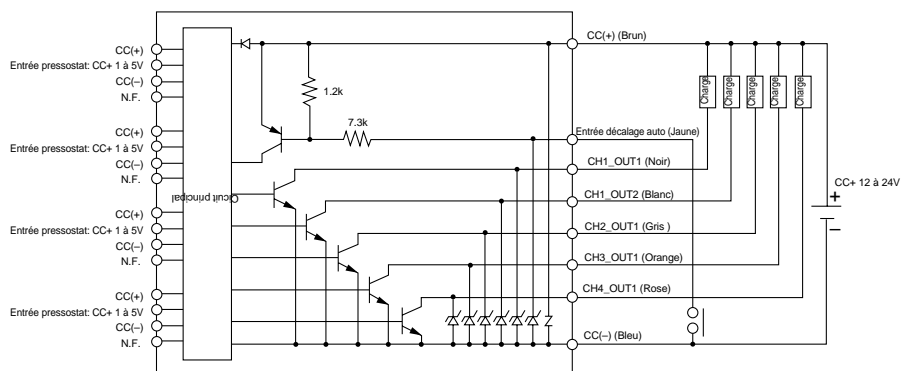 CC(+)
Entrée pressostat: CC+ 1 à 5V
CC(–)
N.F.
CC(+)
Entrée pressostat: CC+ 1 à 5V
CC(–)
N.F.
CC(+)
Entrée pressostat: CC+ 1 à 5V
CC(–)
N.F.
CC(+)
Entrée pressostat: CC+ 1 à 5V
CC(–)
N.F.
Cicuit principal
1.2k
7.3k
CC(+) (Brun)
Entrée décalage auto (Jaune)
CH1_OUT1 (Noir)
CH1_OUT2 (Blanc)
CH2_OUT1 (Gris )
CH3_OUT1 (Orange)
CH4_OUT1 (Rose)
CC(–) (Bleu)
Charge
Charge
Charge
Charge
Charge
CC+ 12 à 24V
+
–